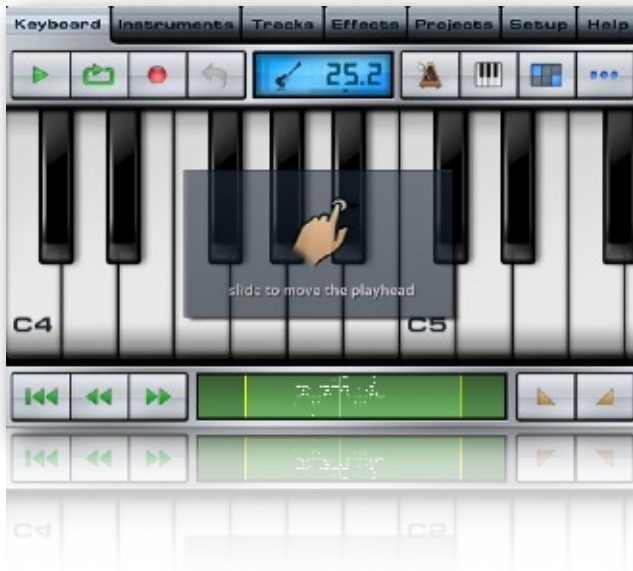 Keyboard Instruments Tracks Effects Projects Setup Help
25.2
slide to move the playhead
C4 C5